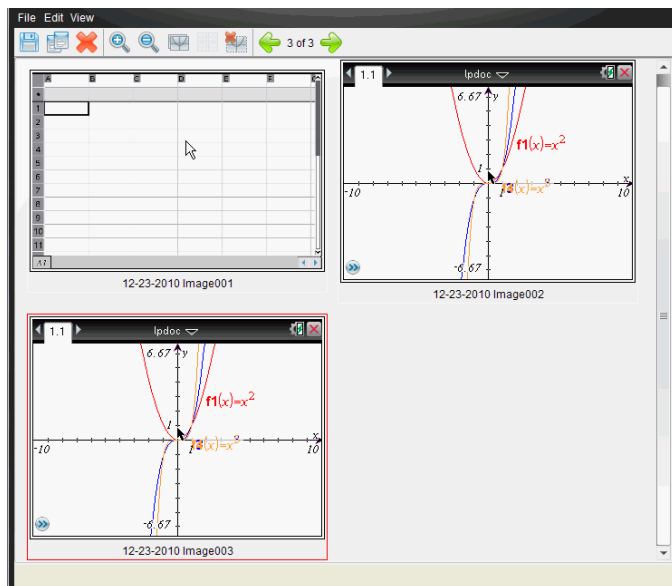 File Edit View
3 of 3
A B C D E F
1
2
3
4
5
6
7
8
9
10
11
A1
12-23-2010 Image001
1.1 lpdoc
6.67 y
f1(x)=x²
1
x
-10 10
-6.67
12-23-2010 Image002
1.1 lpdoc
6.67 y
f1(x)=x²
1
x
-10 1 10
-6.67
12-23-2010 Image003